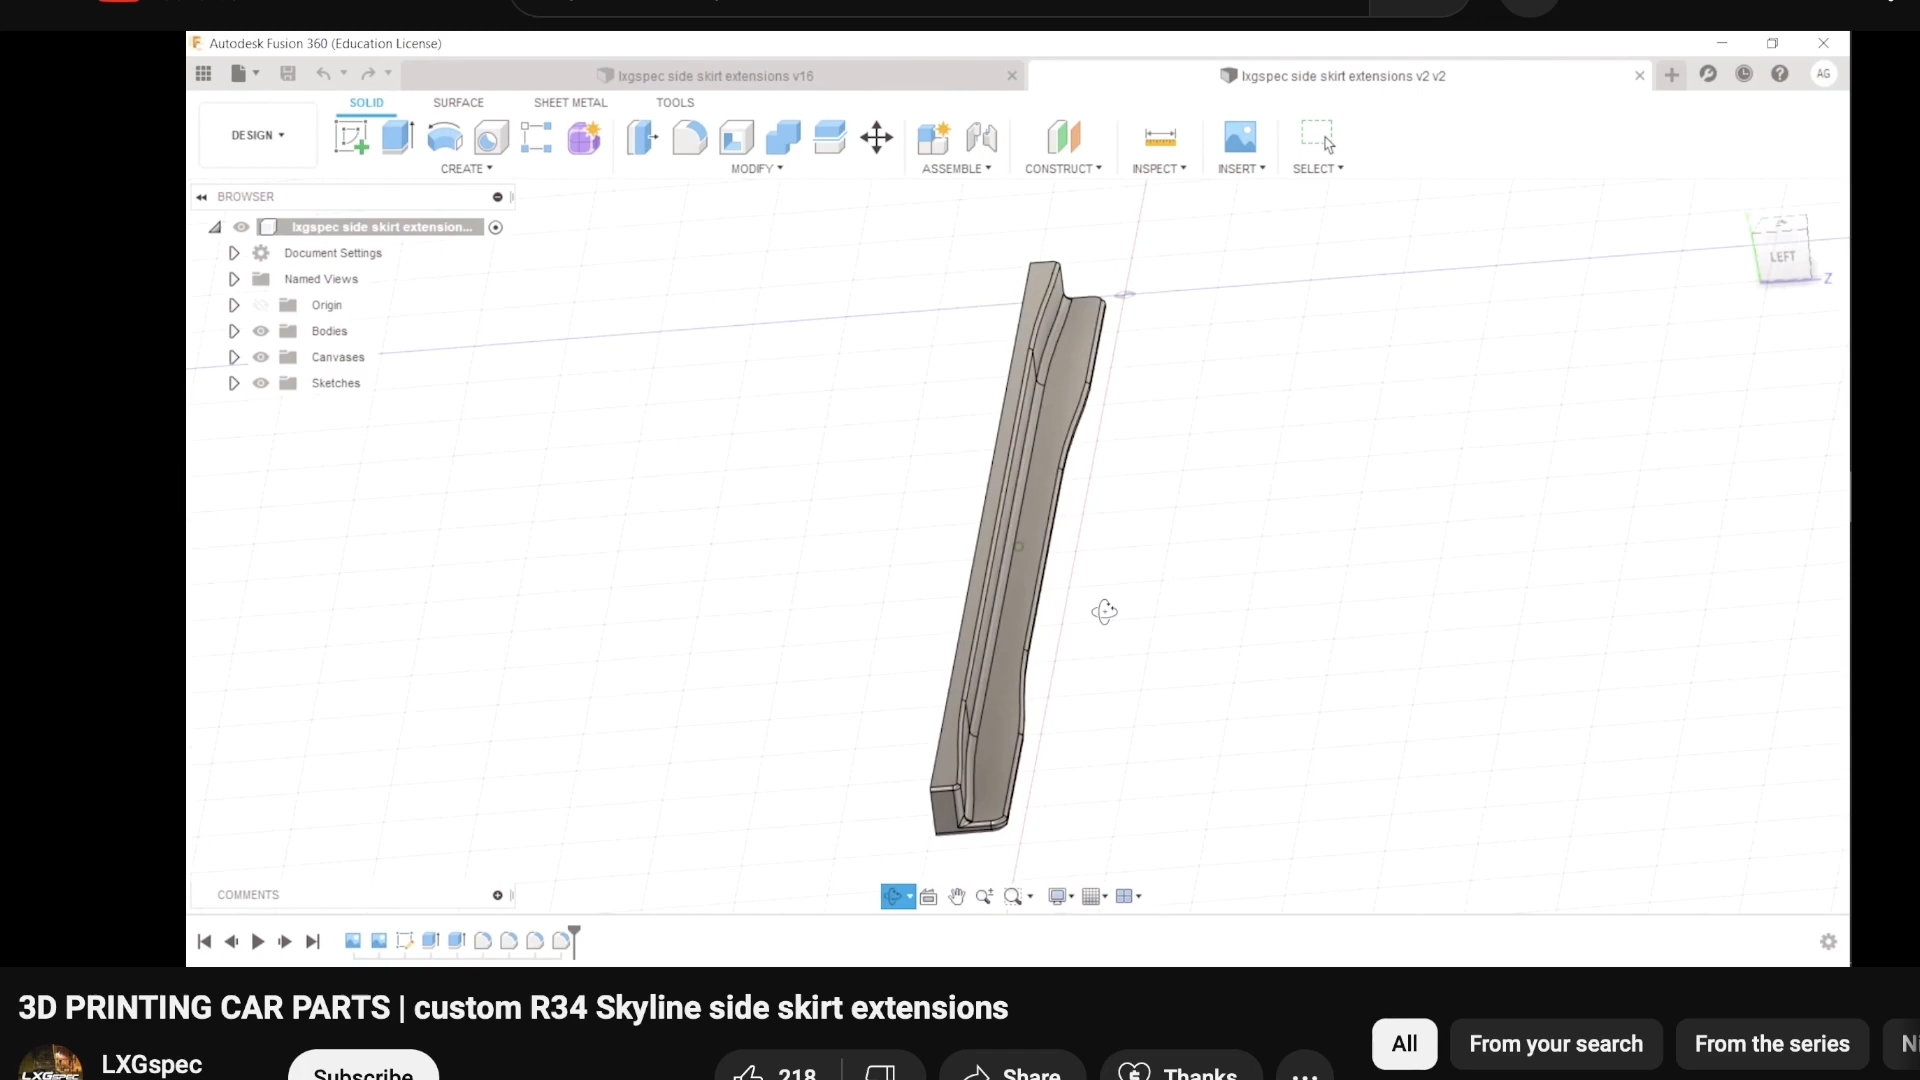 Autodesk Fusion 360 (Education License)
lxgspec side skirt extensions v16
lxgspec side skirt extensions v2 v2
AG
SOLID SURFACE SHEET METAL TOOLS
DESIGN
CREATE MODIFY ASSEMBLE CONSTRUCT INSPECT INSERT SELECT
BROWSER
lxgspec side skirt extension...
Document Settings
Named Views
Origin
Bodies
Canvases
Sketches
LEFT
Z
COMMENTS
3D PRINTING CAR PARTS | custom R34 Skyline side skirt extensions
All From your search From the series
LXGspec
LXGSPEC
Subscribe
218
Share
Thanks